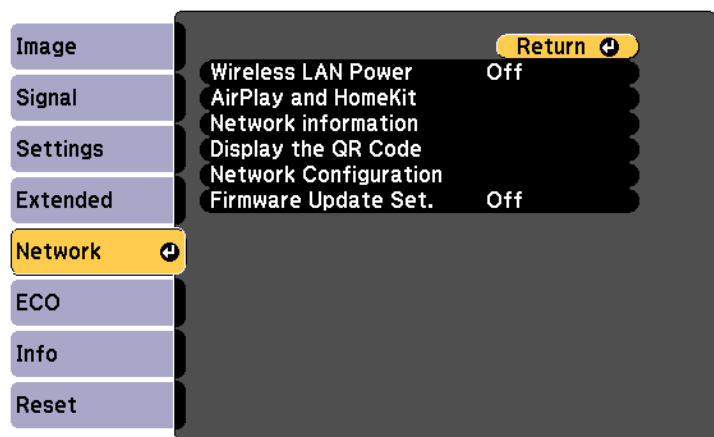 Image
Signal
Settings
Extended
Network
ECO
Info
Reset
Return
Wireless LAN Power Off
AirPlay and HomeKit
Network information
Display the QR Code
Network Configuration
Firmware Update Set. Off